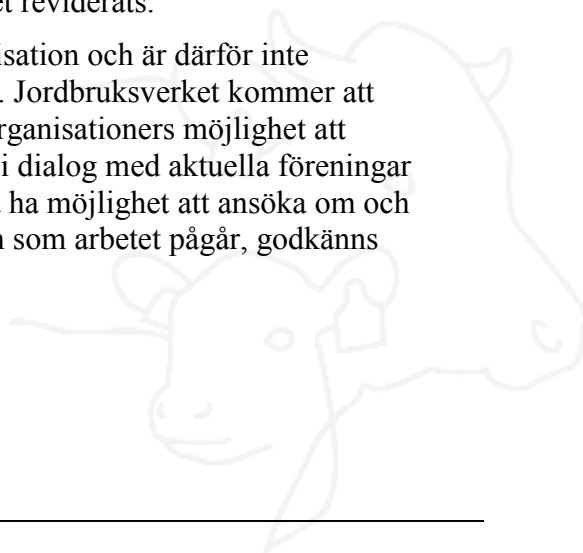 et reviderats.
isation och är därför inte
. Jordbruksverket kommer att
rganisationers möjlighet att
i dialog med aktuella föreningar
ha möjlighet att ansöka om och
som arbetet pågår, godkänns